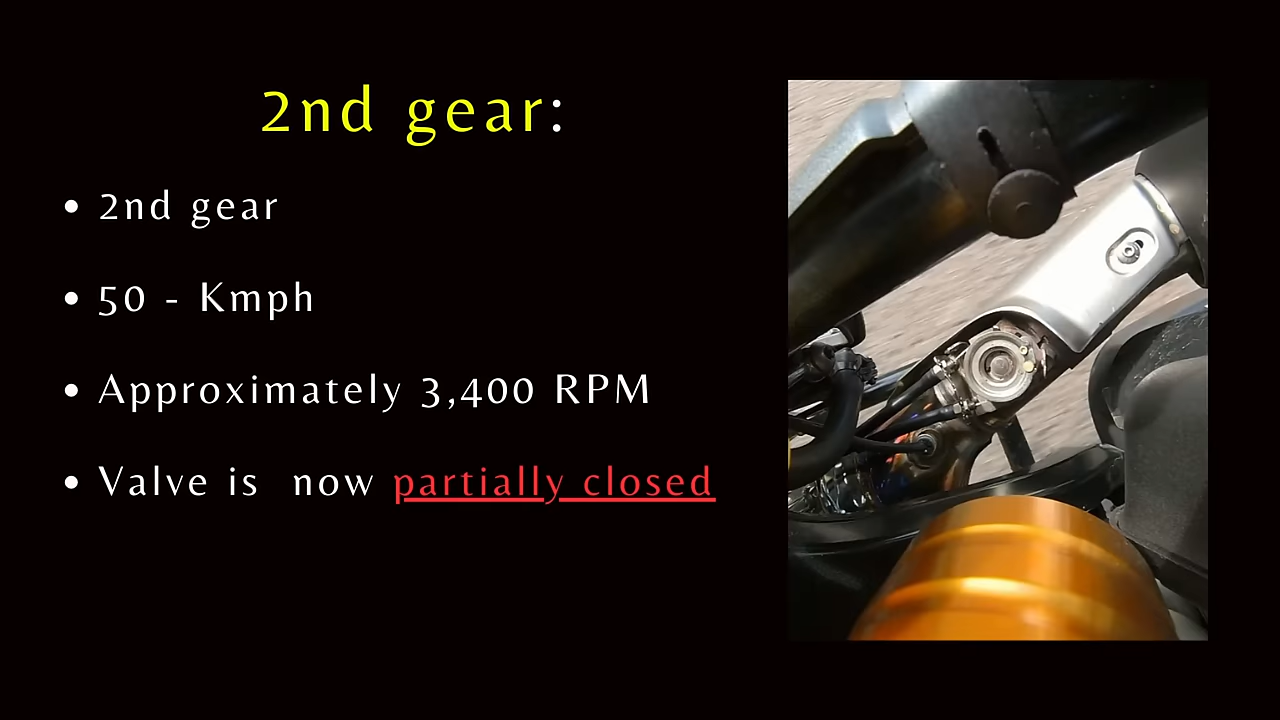 2nd gear:
2nd gear
50 - Kmph
Approximately 3,400 RPM
Valve is  now partially closed